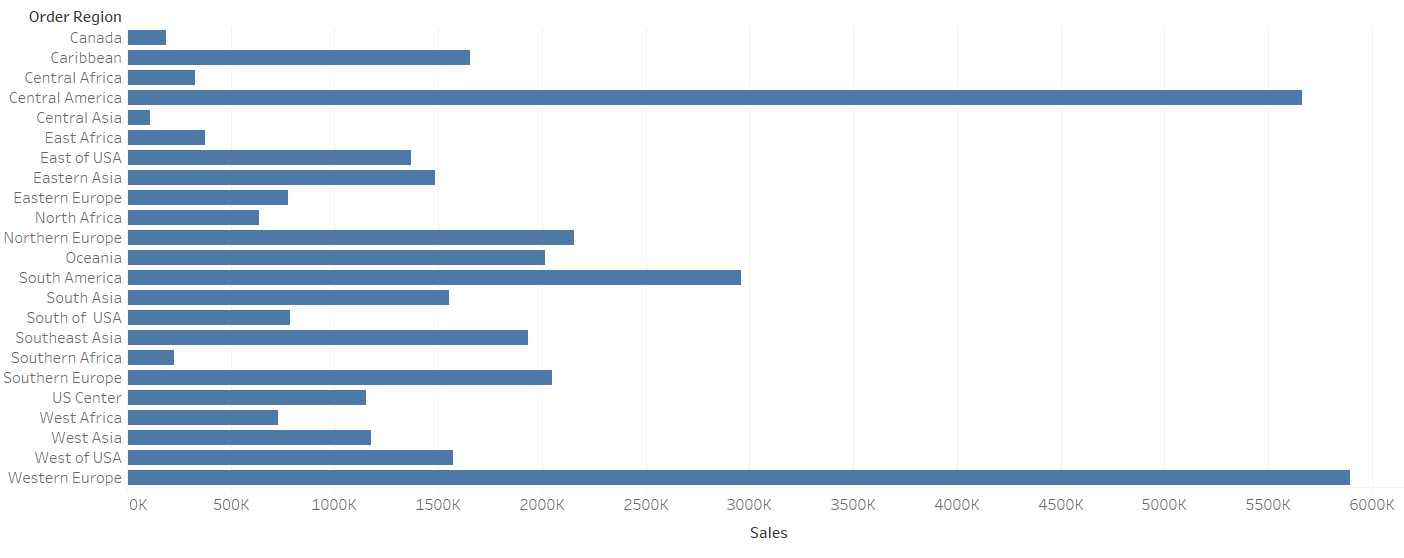 Order Region
Canada
Caribbean
Central Africa
Central America
Central Asia
East Africa
East of USA
Eastern Asia
Eastern Europe
North Africa
Northern Europe
Oceania
South America
South Asia
South of  USA
Southeast Asia
Southern Africa
Southern Europe
US Center
West Africa
West Asia
West of USA
Western Europe
0K 500K 1000K 1500K 2000K 2500K 3000K 3500K 4000K 4500K 5000K 5500K 6000K
Sales